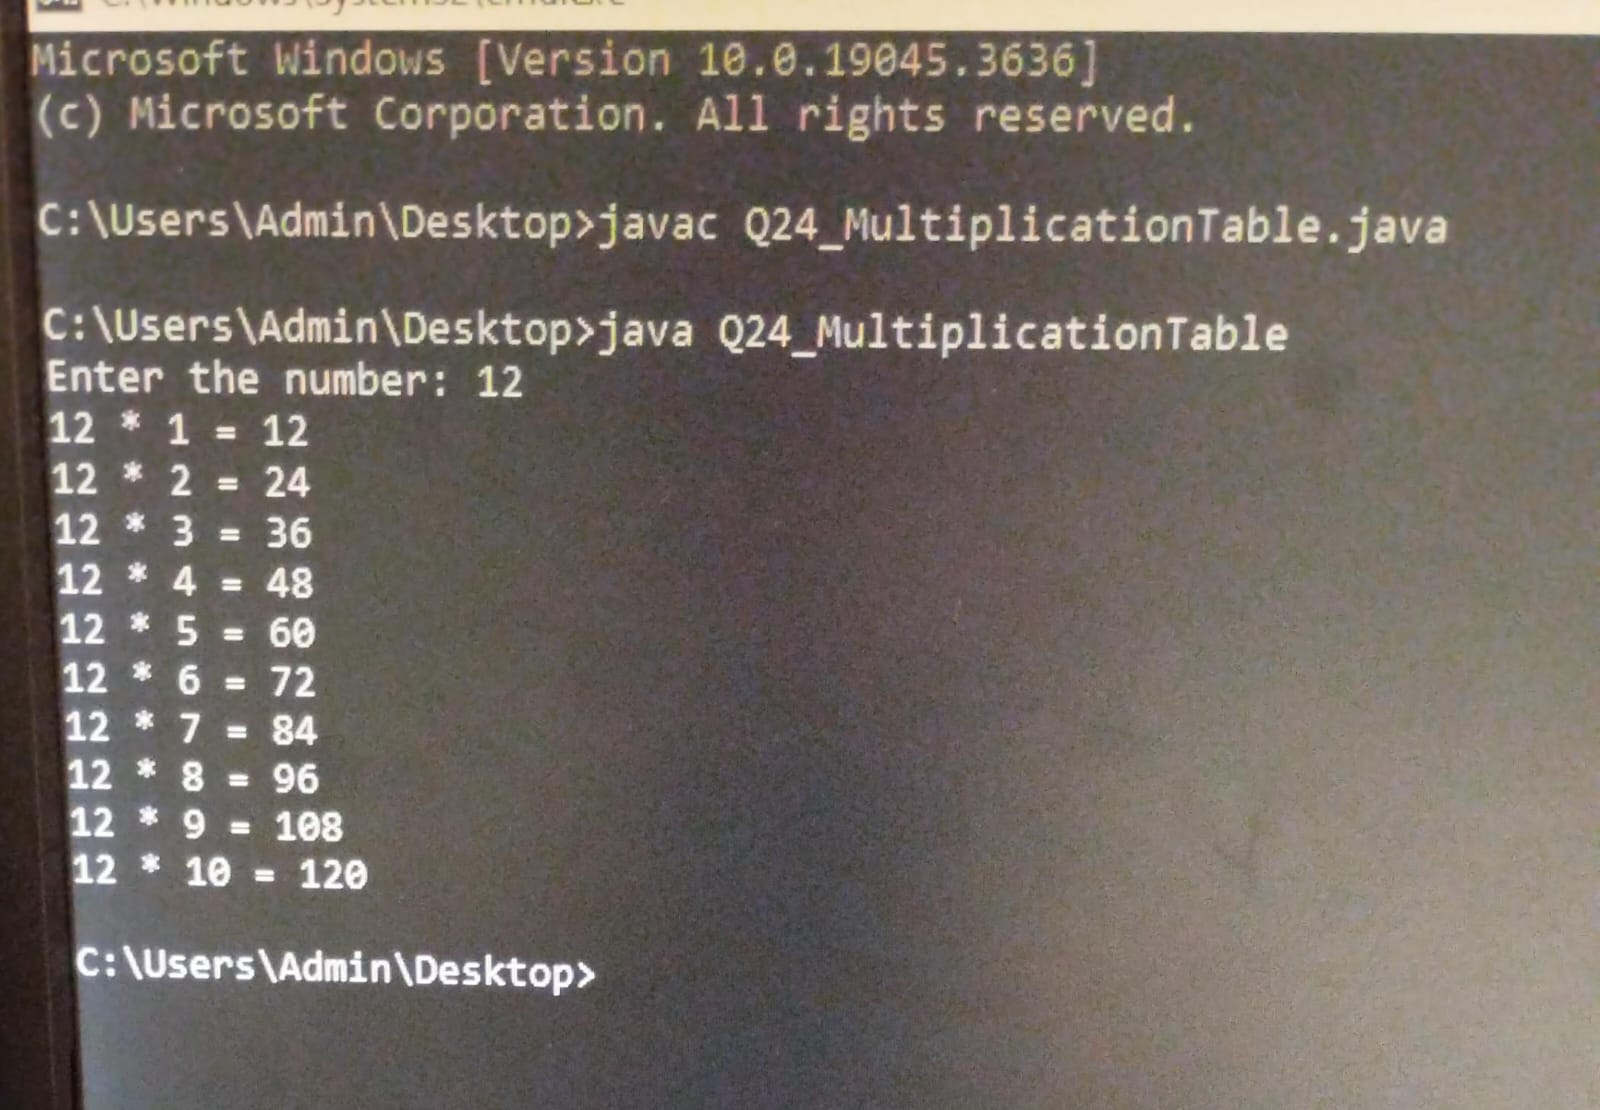 Microsoft Windows [Version 10.0.19045.3636]
(c) Microsoft Corporation. All rights reserved.
C:\Users\Admin\Desktop>javac Q24_MultiplicationTable.java
C:\Users\Admin\Desktop>java Q24_MultiplicationTable
Enter the number: 12
12 * 1 = 12
12 * 2 = 24
12 * 3 = 36
12 * 4 = 48
12 * 5 = 60
12 * 6 = 72
12 * 7 = 84
12 * 8 = 96
12 * 9 = 108
12 * 10 = 120
C:\Users\Admin\Desktop>